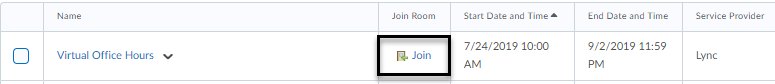 Name Join Room Start Date and Time End Date and Time Service Provider
Virtual Office Hours Join 7/24/2019 10:00 AM 9/2/2019 11:59 PM Lync